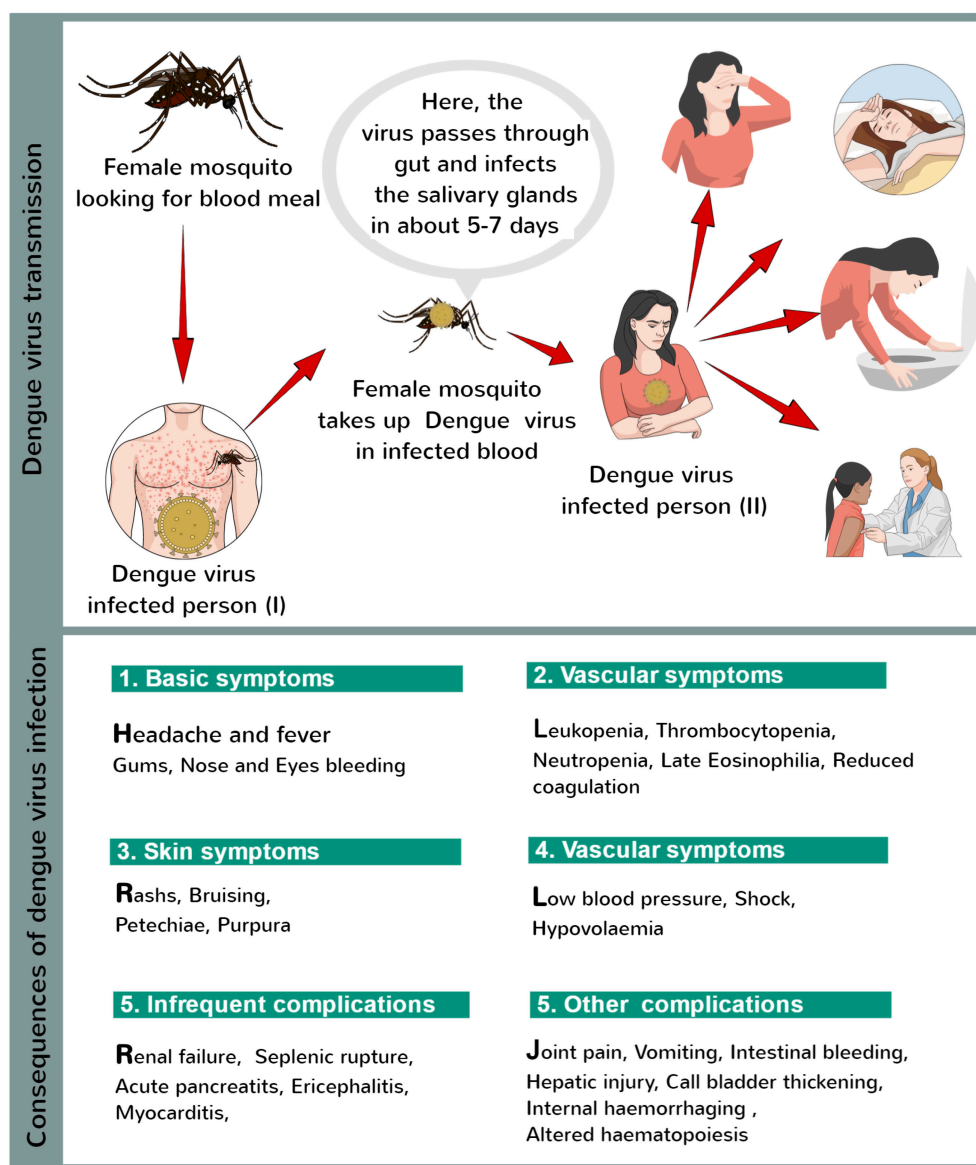 Dengue virus transmission
Female mosquito
looking for blood meal
Here, the
virus passes through
gut and infects
the salivary glands
in about 5-7 days
Female mosquito
takes up Dengue virus
in infected blood
Dengue virus
infected person (I)
Dengue virus
infected person (II)
Consequences of dengue virus infection
1. Basic symptoms
Headache and fever
Gums, Nose and Eyes bleeding
2. Vascular symptoms
Leukopenia, Thrombocytopenia,
Neutropenia, Late Eosinophilia, Reduced
coagulation
3. Skin symptoms
Rashs, Bruising,
Petechiae, Purpura
4. Vascular symptoms
Low blood pressure, Shock,
Hypovolaemia
5. Infrequent complications
Renal failure, Seplenic rupture,
Acute pancreatits, Ericephalitis,
Myocarditis,
5. Other complications
Joint pain, Vomiting, Intestinal bleeding,
Hepatic injury, Call bladder thickening,
Internal haemorrhaging ,
Altered haematopoiesis